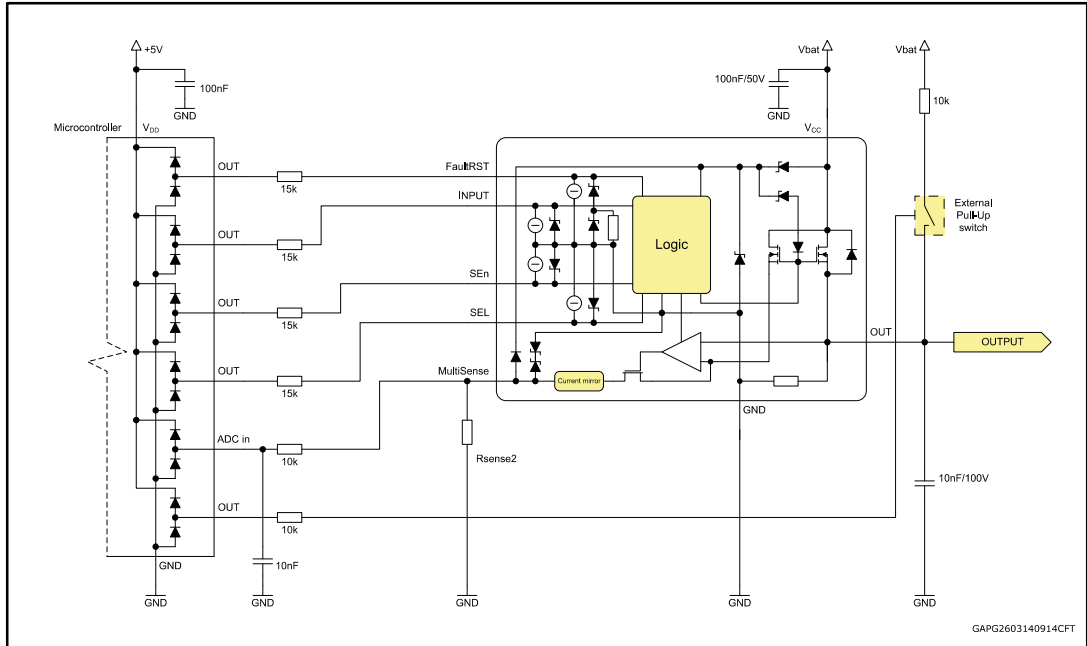 +5V
100nF
GND
Microcontroller
VDD
OUT
15k
OUT
15k
OUT
15k
OUT
15k
ADC in
10k
OUT
10k
GND
10nF
GND
GND
FaultRST
INPUT
SEn
SEL
MultiSense
Rsense2
GND
Vbat
100nF/50V
GND
VCC
Logic
Current mirror
OUT
GND
GND
Vbat
10k
External
Pull-Up
switch
OUTPUT
10nF/100V
GND
GAPG2603140914CFT